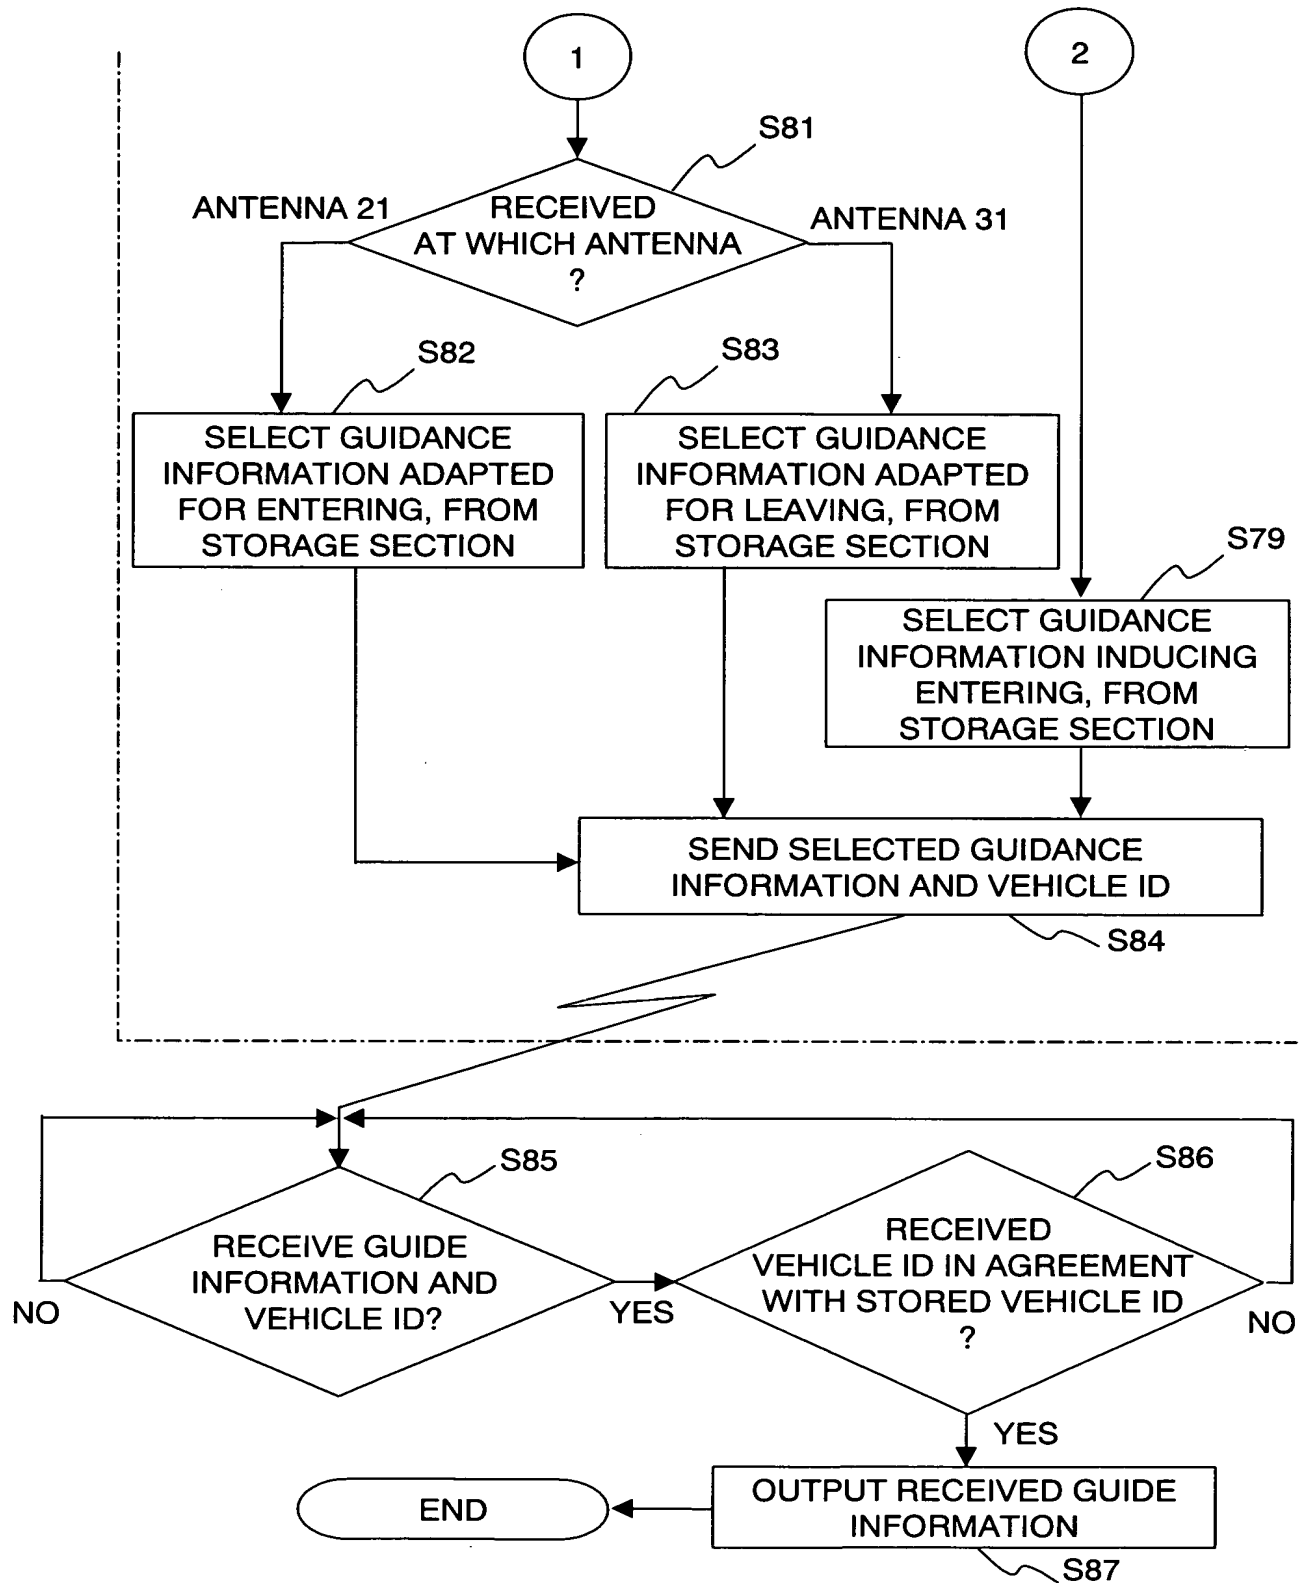 1
2
S81
ANTENNA 21
RECEIVED
AT WHICH ANTENNA
?
ANTENNA 31
S82
S83
SELECT GUIDANCE
INFORMATION ADAPTED
FOR ENTERING, FROM
STORAGE SECTION
SELECT GUIDANCE
INFORMATION ADAPTED
FOR LEAVING, FROM
STORAGE SECTION
S79
SELECT GUIDANCE
INFORMATION INDUCING
ENTERING, FROM
STORAGE SECTION
SEND SELECTED GUIDANCE
INFORMATION AND VEHICLE ID
S84
S85
S86
RECEIVE GUIDE
INFORMATION AND
VEHICLE ID?
NO
YES
RECEIVED
VEHICLE ID IN AGREEMENT
WITH STORED VEHICLE ID
?
NO
YES
OUTPUT RECEIVED GUIDE
INFORMATION
END
S87